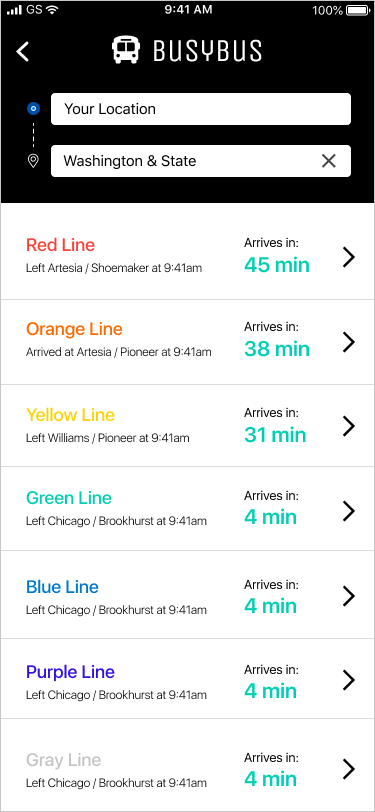 GS 9:41 AM 100%
BUSYBUS
Your Location
Washington & State
Red Line Arrives in:
Left Artesia / Shoemaker at 9:41am 45 min
Orange Line Arrives in:
Arrived at Artesia / Pioneer at 9:41am 38 min
Yellow Line Arrives in:
Left Williams / Pioneer at 9:41am 31 min
Green Line Arrives in:
Left Chicago / Brookhurst at 9:41am 4 min
Blue Line Arrives in:
Left Chicago / Brookhurst at 9:41am 4 min
Purple Line Arrives in:
Left Chicago / Brookhurst at 9:41am 4 min
Gray Line Arrives in:
Left Chicago / Brookhurst at 9:41am 4 min